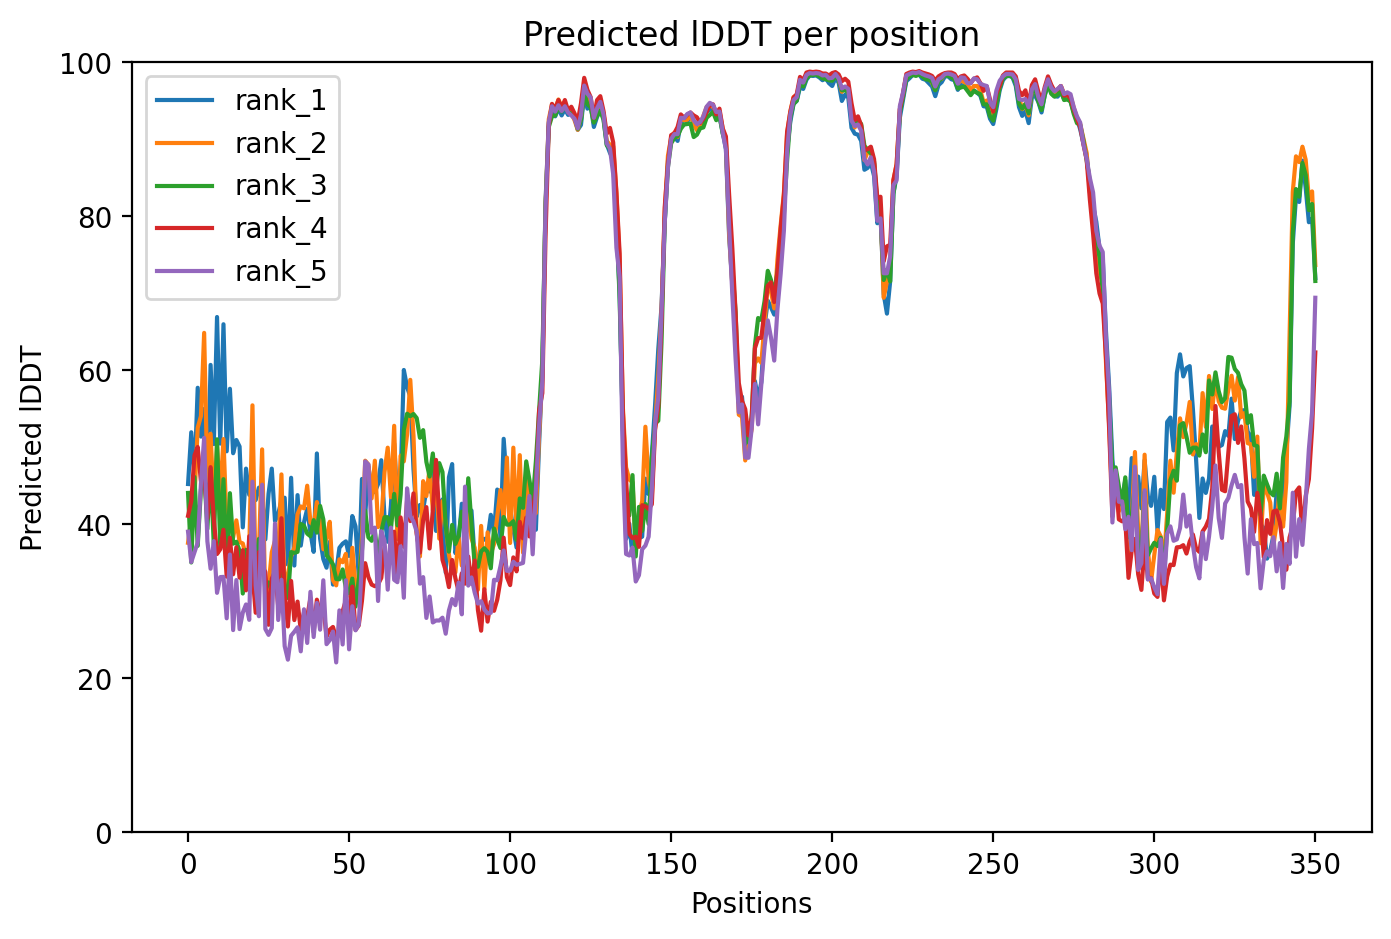 Predicted lDDT per position
100
80
60
40
20
0
Predicted lDDT
rank_1
rank_2
rank_3
rank_4
rank_5
0 50 100 150 200 250 300 350
Positions